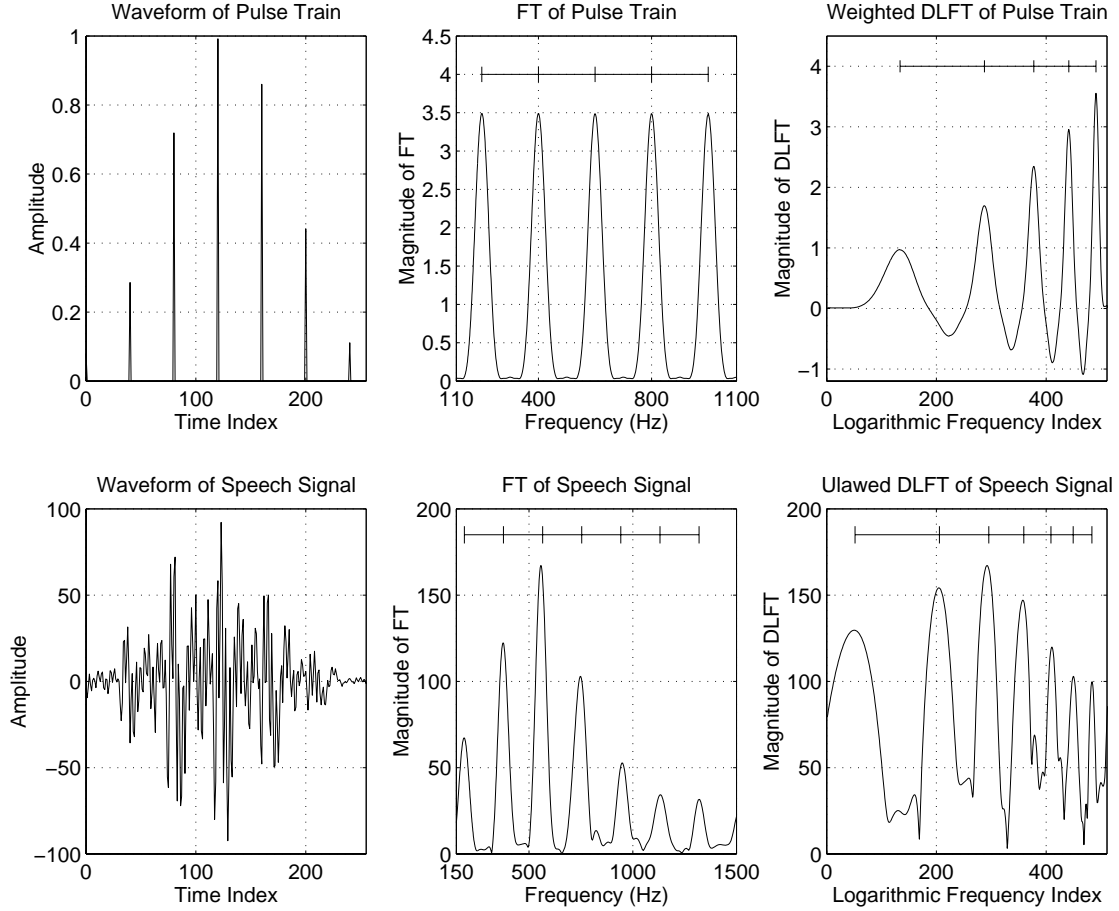 Waveform of Pulse Train
1
0.8
0.6
0.4
0.2
0
0 100 200
Amplitude
Time Index
FT of Pulse Train
4.5
4
3.5
3
2.5
2
1.5
1
0.5
0
110 400 800 1100
Magnitude of FT
Frequency (Hz)
Weighted DLFT of Pulse Train
4
3
2
1
0
−1
0 200 400
Magnitude of DLFT
Logarithmic Frequency Index
Waveform of Speech Signal
100
50
0
−50
−100
0 100 200
Amplitude
Time Index
FT of Speech Signal
200
150
100
50
0
150 500 1000 1500
Magnitude of FT
Frequency (Hz)
Ulawed DLFT of Speech Signal
200
150
100
50
0
0 200 400
Magnitude of DLFT
Logarithmic Frequency Index